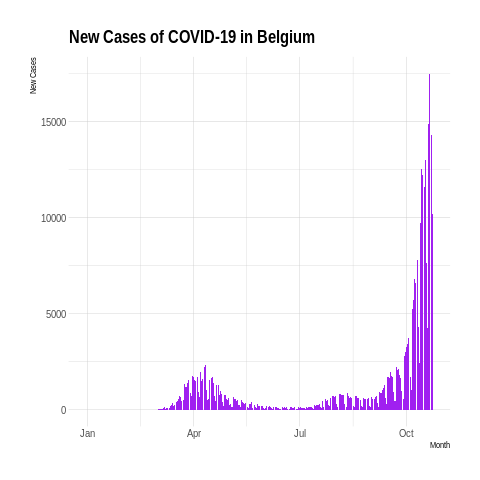 New Cases of COVID-19 in Belgium
New Cases
15000
10000
5000
0
Jan Apr Jul Oct
Month